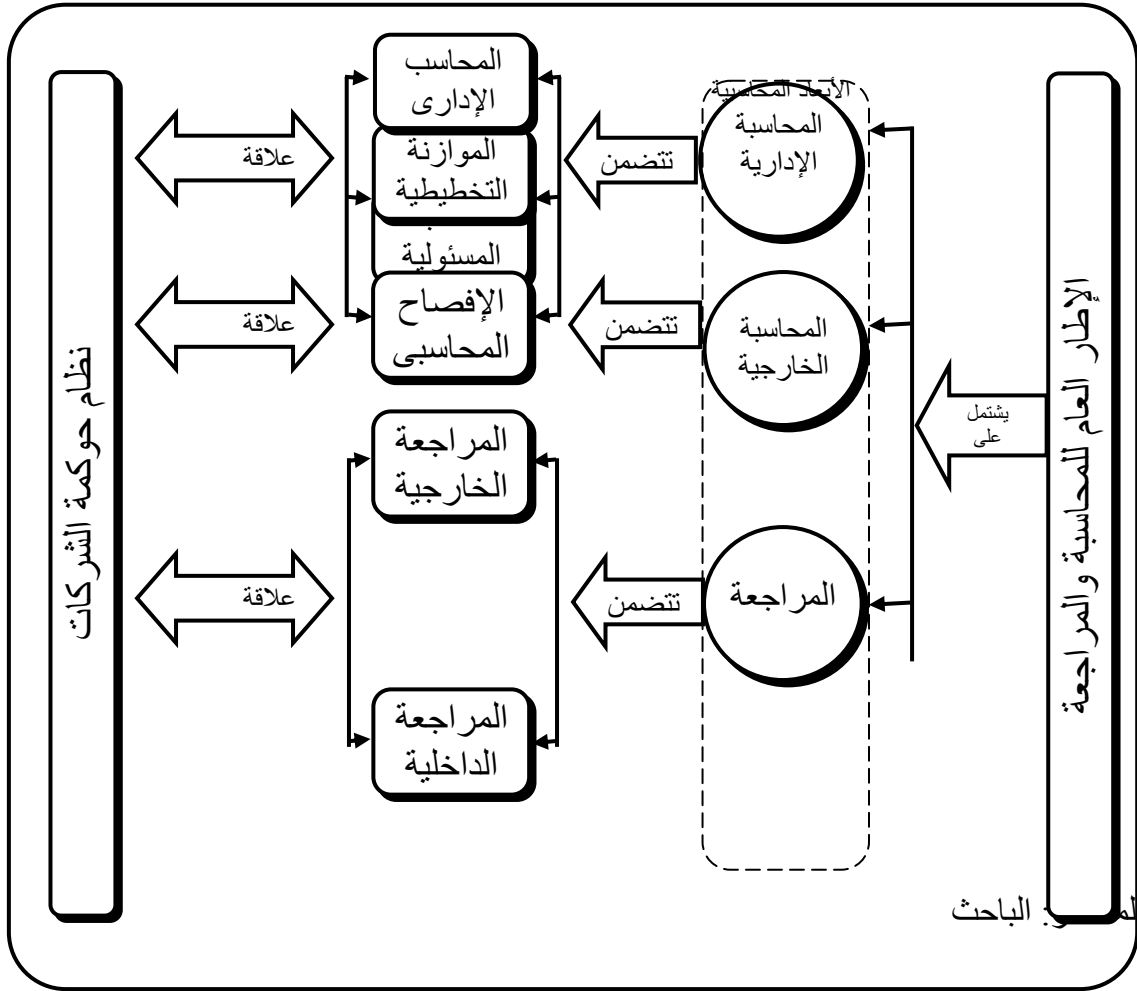 الإطار العام للمحاسبة والمراجعة
يشتمل
على
الأبعاد المحاسبية
المحاسبة
الإدارية
تتضمن
المحاسب
الإدارى
الموازنة
التخطيطية
المسئولية
علاقة
المحاسبة
الخارجية
تتضمن
الإفصاح
المحاسبى
علاقة
المراجعة
تتضمن
المراجعة
الخارجية
المراجعة
الداخلية
علاقة
نظام حوكمة الشركات
: الباحث